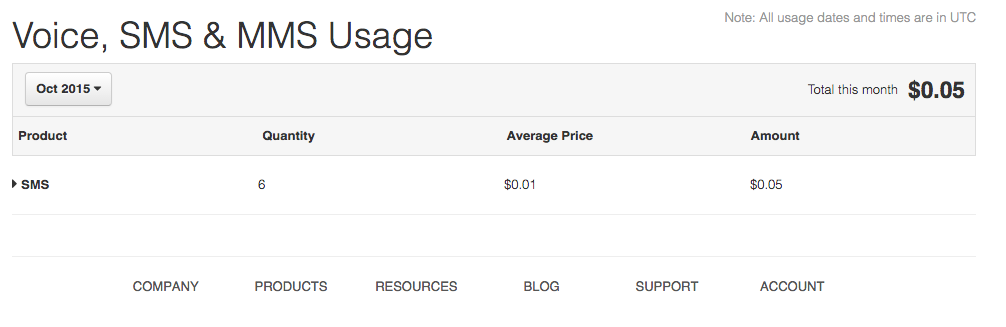 Note: All usage dates and times are in UTC
Voice, SMS & MMS Usage
Oct 2015 Total this month $0.05
Product Quantity Average Price Amount
SMS 6 $0.01 $0.05
COMPANY PRODUCTS RESOURCES BLOG SUPPORT ACCOUNT